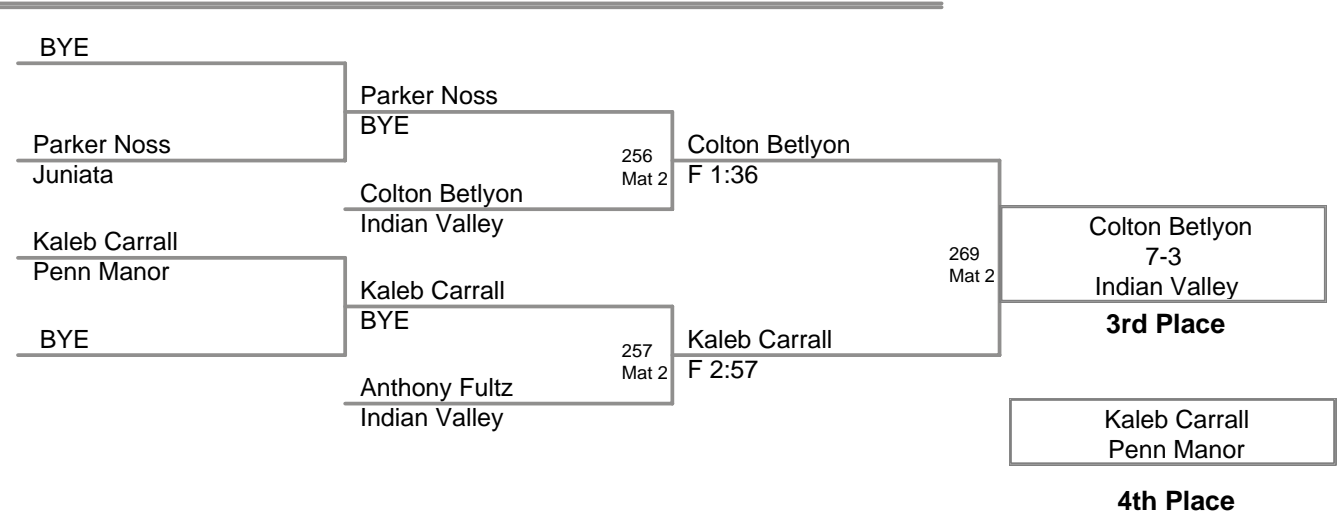 BYE
Parker Noss
Juniata
Kaleb Carrall
Penn Manor
BYE
Parker Noss
BYE
Colton Betlyon
Indian Valley
Kaleb Carrall
BYE
Anthony Fultz
Indian Valley
256
Mat 2
257
Mat 2
Colton Betlyon
F 1:36
Kaleb Carrall
F 2:57
269
Mat 2
Colton Betlyon
7-3
Indian Valley
3rd Place
Kaleb Carrall
Penn Manor
4th Place